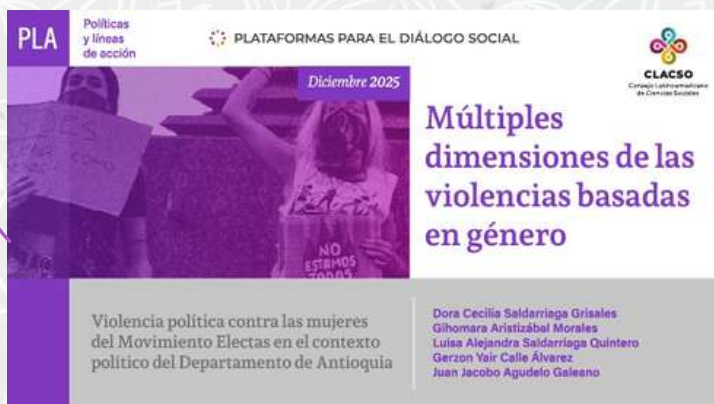 PLA
Políticas
y líneas
de acción
PLATAFORMAS PARA EL DIÁLOGO SOCIAL
CLACSO
Consejo Latinoamericano
de Ciencias Sociales
Diciembre 2025
NO
ESTAMOS
TODAS
Múltiples
dimensiones de las
violencias basadas
en género
Violencia política contra las mujeres
del Movimiento Electas en el contexto
político del Departamento de Antioquia
Dora Cecilia Saldarriaga Grisales
Gihomara Aristizábal Morales
Luisa Alejandra Saldarriaga Quintero
Gerzon Yair Calle Álvarez
Juan Jacobo Agudelo Galeano